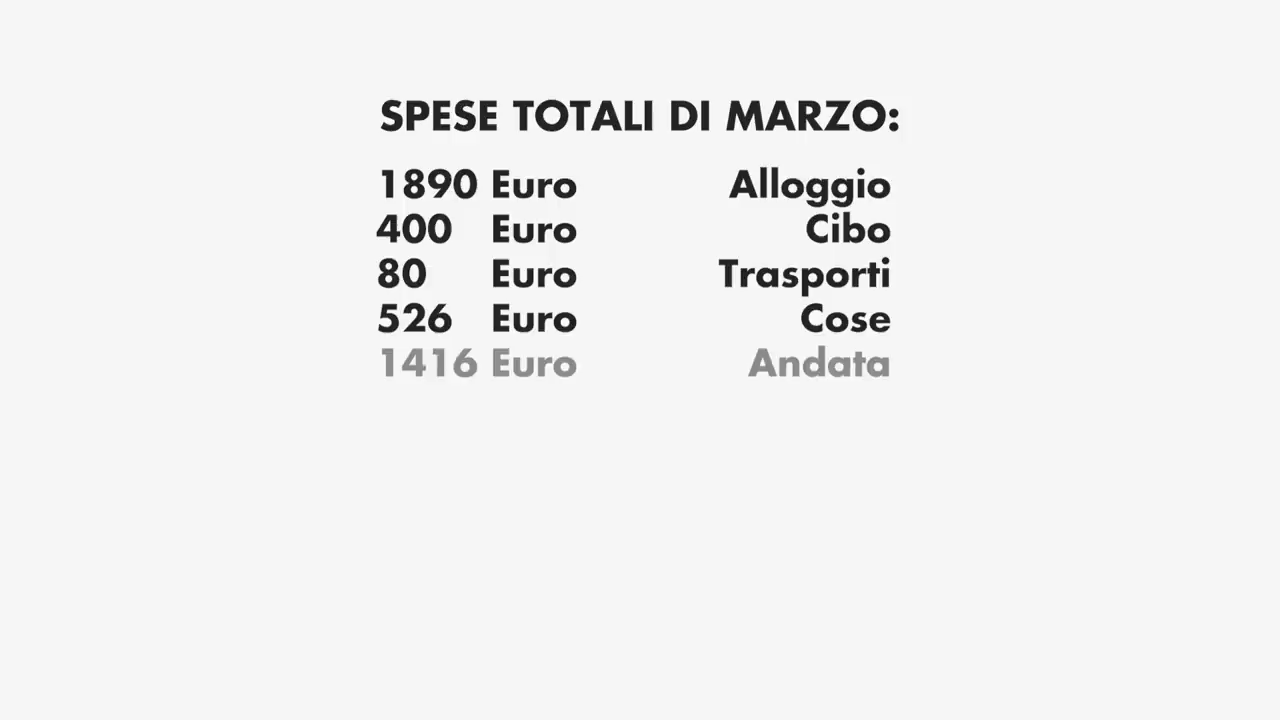 SPESE TOTALI DI MARZO:
1890 Euro Alloggio
400 Euro Cibo
80 Euro Trasporti
526 Euro Cose
1416 Euro Andata